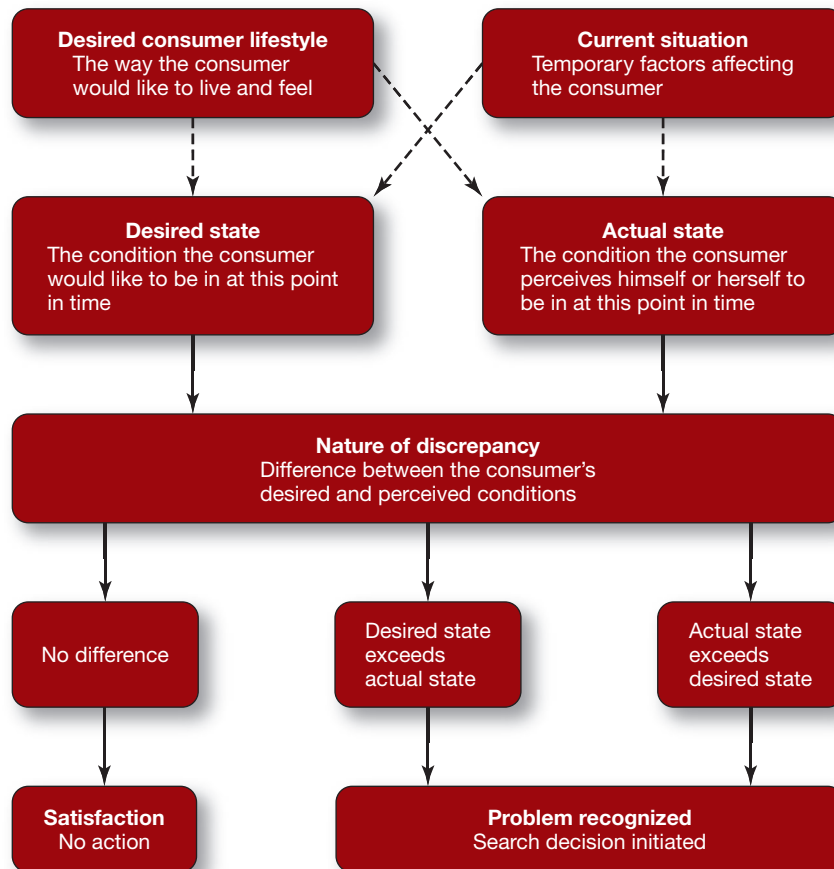 Desired consumer lifestyle
The way the consumer
would like to live and feel
Current situation
Temporary factors affecting
the consumer
Desired state
The condition the consumer
would like to be in at this point
in time
Actual state
The condition the consumer
perceives himself or herself to
be in at this point in time
Nature of discrepancy
Difference between the consumer's
desired and perceived conditions
No difference
Desired state
exceeds
actual state
Actual state
exceeds
desired state
Satisfaction
No action
Problem recognized
Search decision initiated